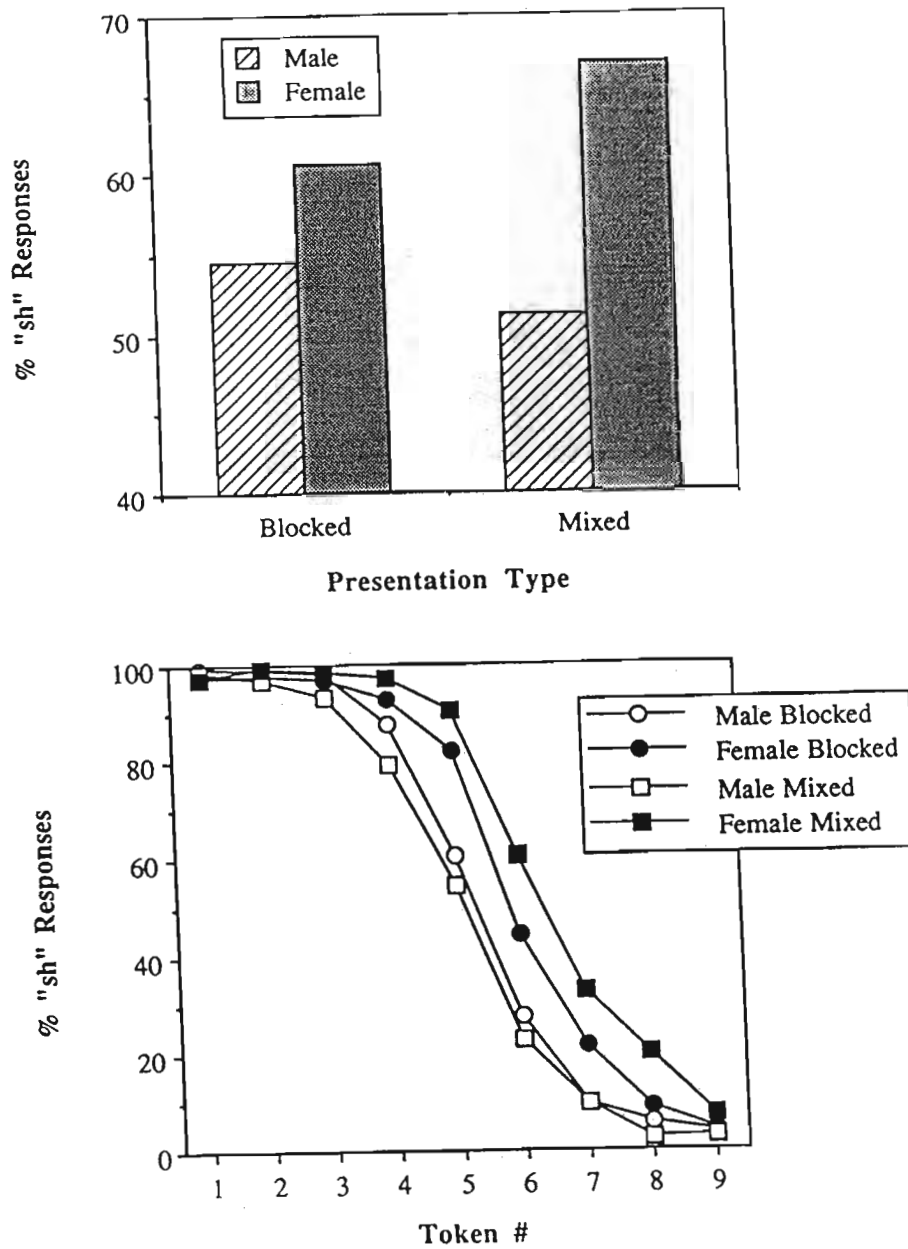 70
Male
Female
60
% "sh" Responses
50
40
Blocked
Mixed
Presentation Type
100
Male Blocked
Female Blocked
80
Male Mixed
Female Mixed
60
% "sh" Responses
40
20
0
1 2 3 4 5 6 7 8 9
Token #